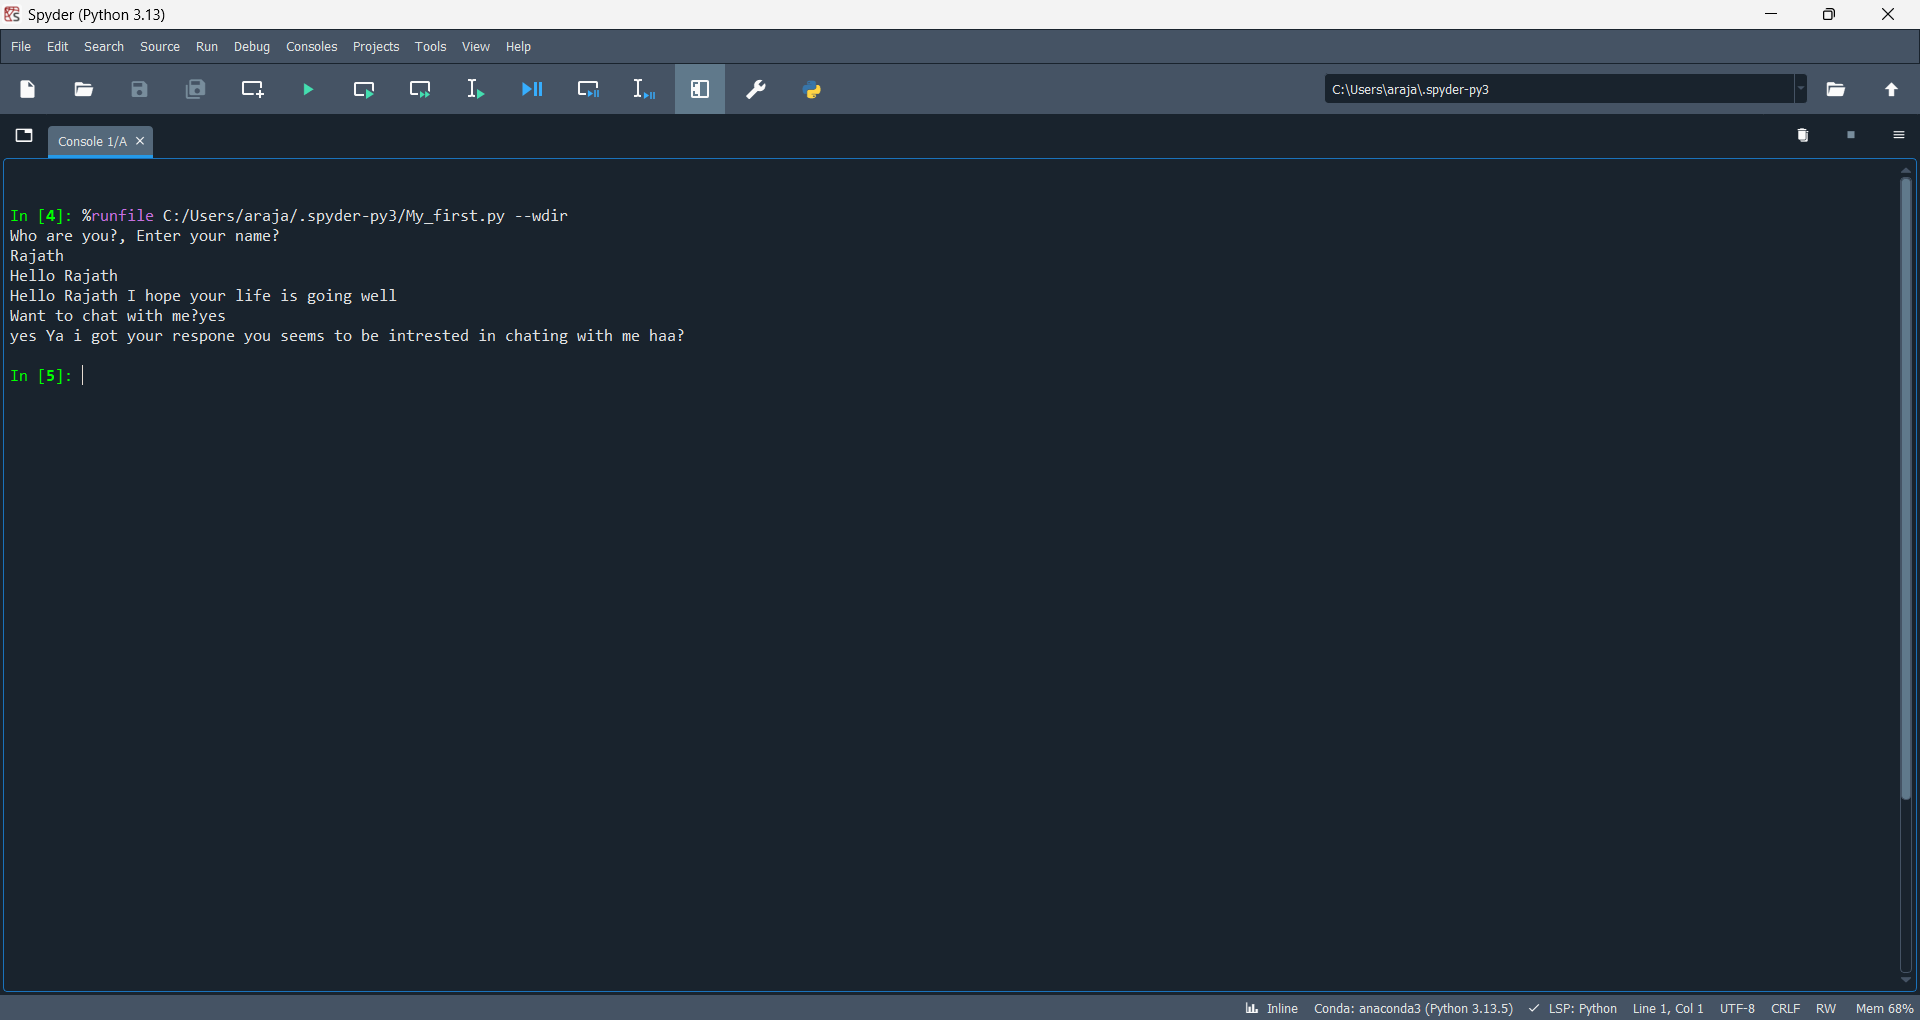 Spyder (Python 3.13)
File Edit Search Source Run Debug Consoles Projects Tools View Help
C:\Users\araja\.spyder-py3
Console 1/A
In [4]: %runfile C:/Users/araja/.spyder-py3/My_first.py --wdir
Who are you?, Enter your name?
Rajath
Hello Rajath
Hello Rajath I hope your life is going well
Want to chat with me?yes
yes Ya i got your respone you seems to be intrested in chating with me haa?
In [5]:
Inline Conda: anaconda3 (Python 3.13.5) ✓ LSP: Python Line 1, Col 1 UTF-8 CRLF RW Mem 68%